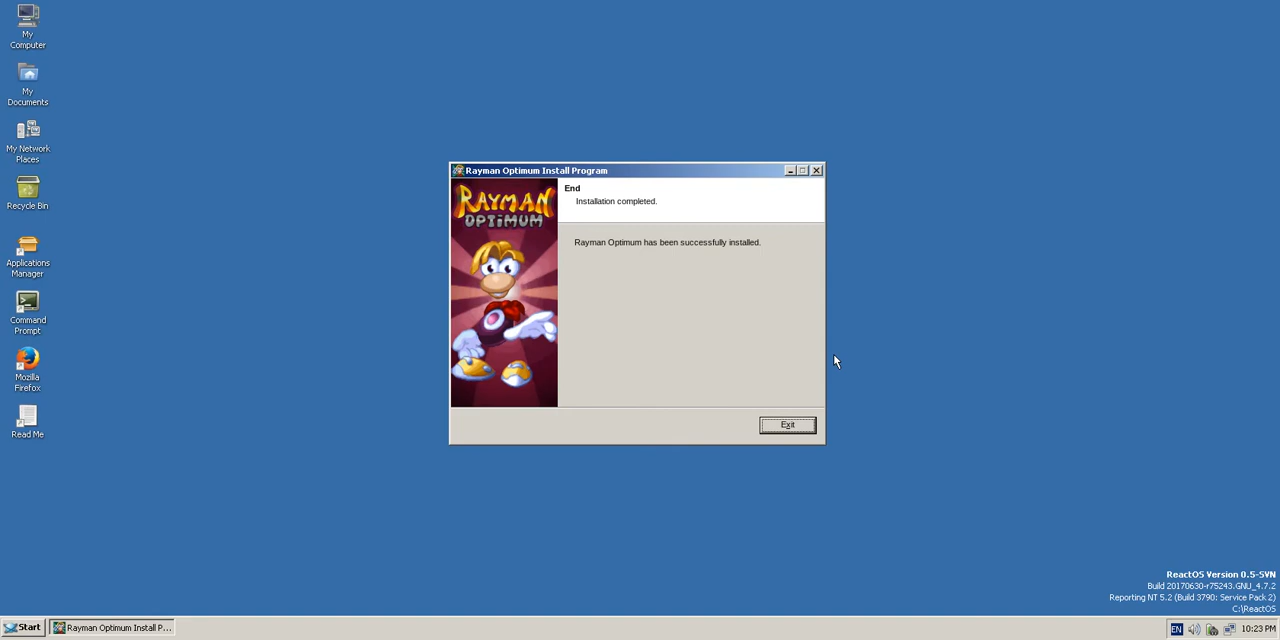 My
Computer
My
Documents
My Network
Places
Recycle Bin
Applications
Manager
Command
Prompt
Mozilla
Firefox
Read Me
Rayman Optimum Install Program
RAYMAN
OPTIMUM
End
Installation completed.
Rayman Optimum has been successfully installed.
Exit
ReactOS Version 0.5-SVN
Build 20170630-r75243.GNU_4.7.2
Reporting NT 5.2 (Build 3790: Service Pack 2)
C:\ReactOS
Start
Rayman Optimum Install P...
EN
10:23 PM